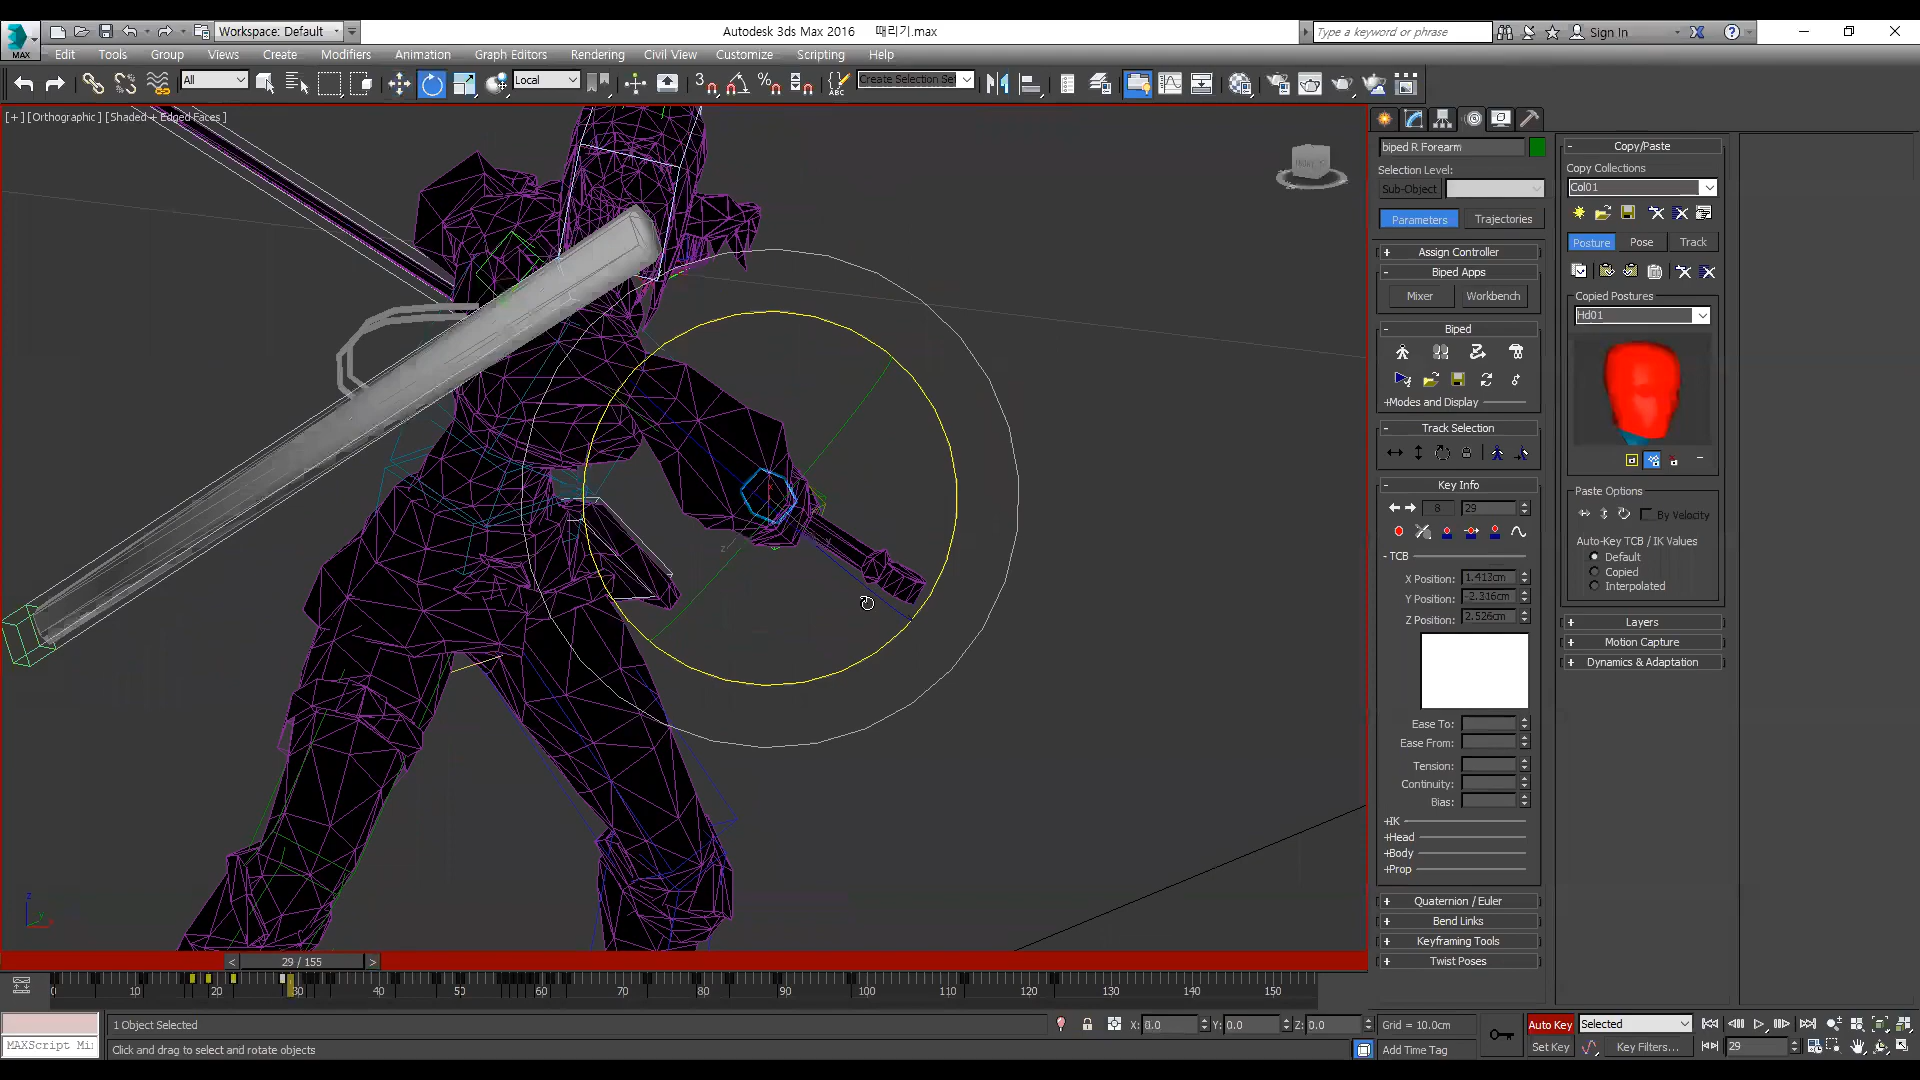 MAX
Workspace: Default
Autodesk 3ds Max 2016 때리기.max
Type a keyword or phrase
Sign In
Edit Tools Group Views Create Modifiers Animation Graph Editors Rendering Civil View Customize Scripting Help
All
Local
Create Selection Set
[+] [Orthographic] [Shaded + Edged Faces]
biped R Forearm
Selection Level:
Sub-Object
Parameters Trajectories
+ Assign Controller
- Biped Apps
Mixer Workbench
- Biped
+Modes and Display
- Track Selection
- Key Info
8 29
- TCB
X Position: 1.413cm
Y Position: -2.316cm
Z Position: 2.526cm
Ease To:
Ease From:
Tension:
Continuity:
Bias:
+IK
+Head
+Body
+Prop
+ Quaternion / Euler
+ Bend Links
+ Keyframing Tools
+ Twist Poses
- Copy/Paste
Copy Collections
Col01
Posture Pose Track
Copied Postures
Hd01
Paste Options
By Velocity
Auto-Key TCB / IK Values
Default
Copied
Interpolated
+ Layers
+ Motion Capture
+ Dynamics & Adaptation
< 29 / 155 >
0 10 20 30 40 50 60 70 80 90 100 110 120 130 140 150
1 Object Selected
X: 0.0 Y: 0.0 Z: 0.0 Grid = 10.0cm
Auto Key Selected
MAXScript Mi
Click and drag to select and rotate objects
Add Time Tag
Set Key Key Filters... 29